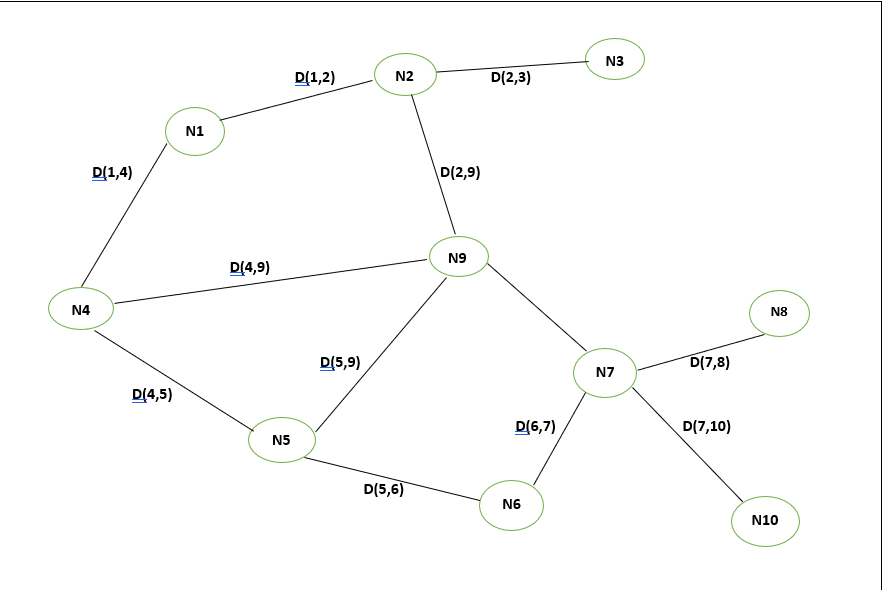 N3
N2
D(1,2)
D(2,3)
N1
D(1,4)
D(2,9)
N9
D(4,9)
N4
N8
D(5,9)
D(7,8)
N7
D(4,5)
D(6,7)
D(7,10)
N5
D(5,6)
N6
N10